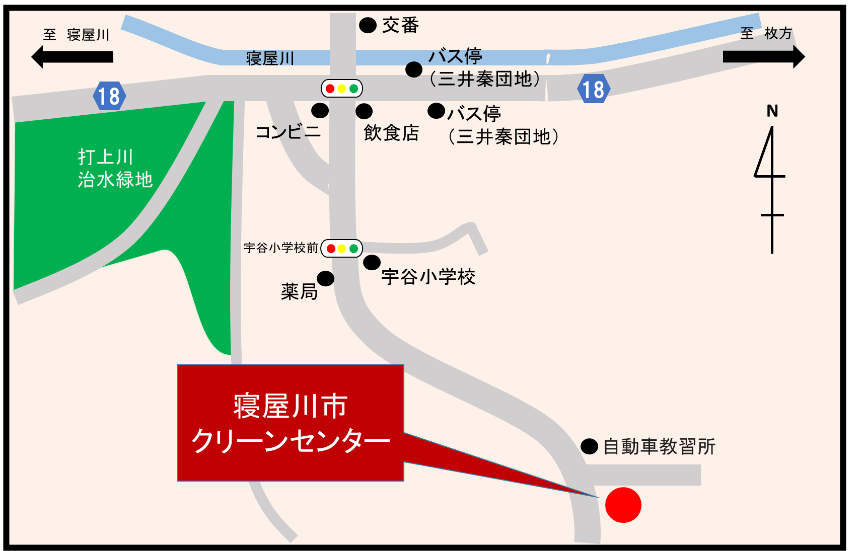 交番
至 寝屋川
至 枚方
寝屋川
バス停
(三井秦団地)
18
18
コンビニ
飲食店
バス停
(三井秦団地)
N
打上川
治水緑地
宇谷小学校前
宇谷小学校
薬局
寝屋川市
クリーンセンター
自動車教習所